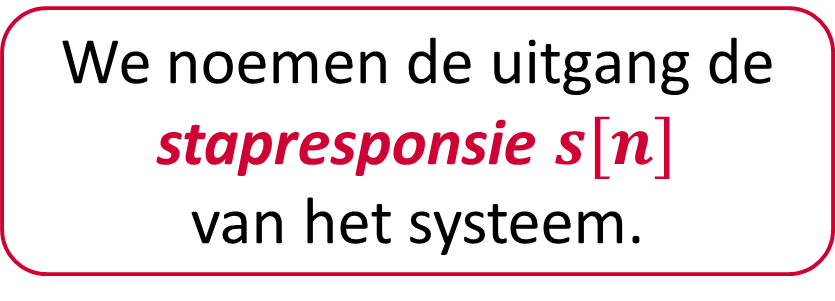 We noemen de uitgang de
stapresponsie s[n]
van het systeem.